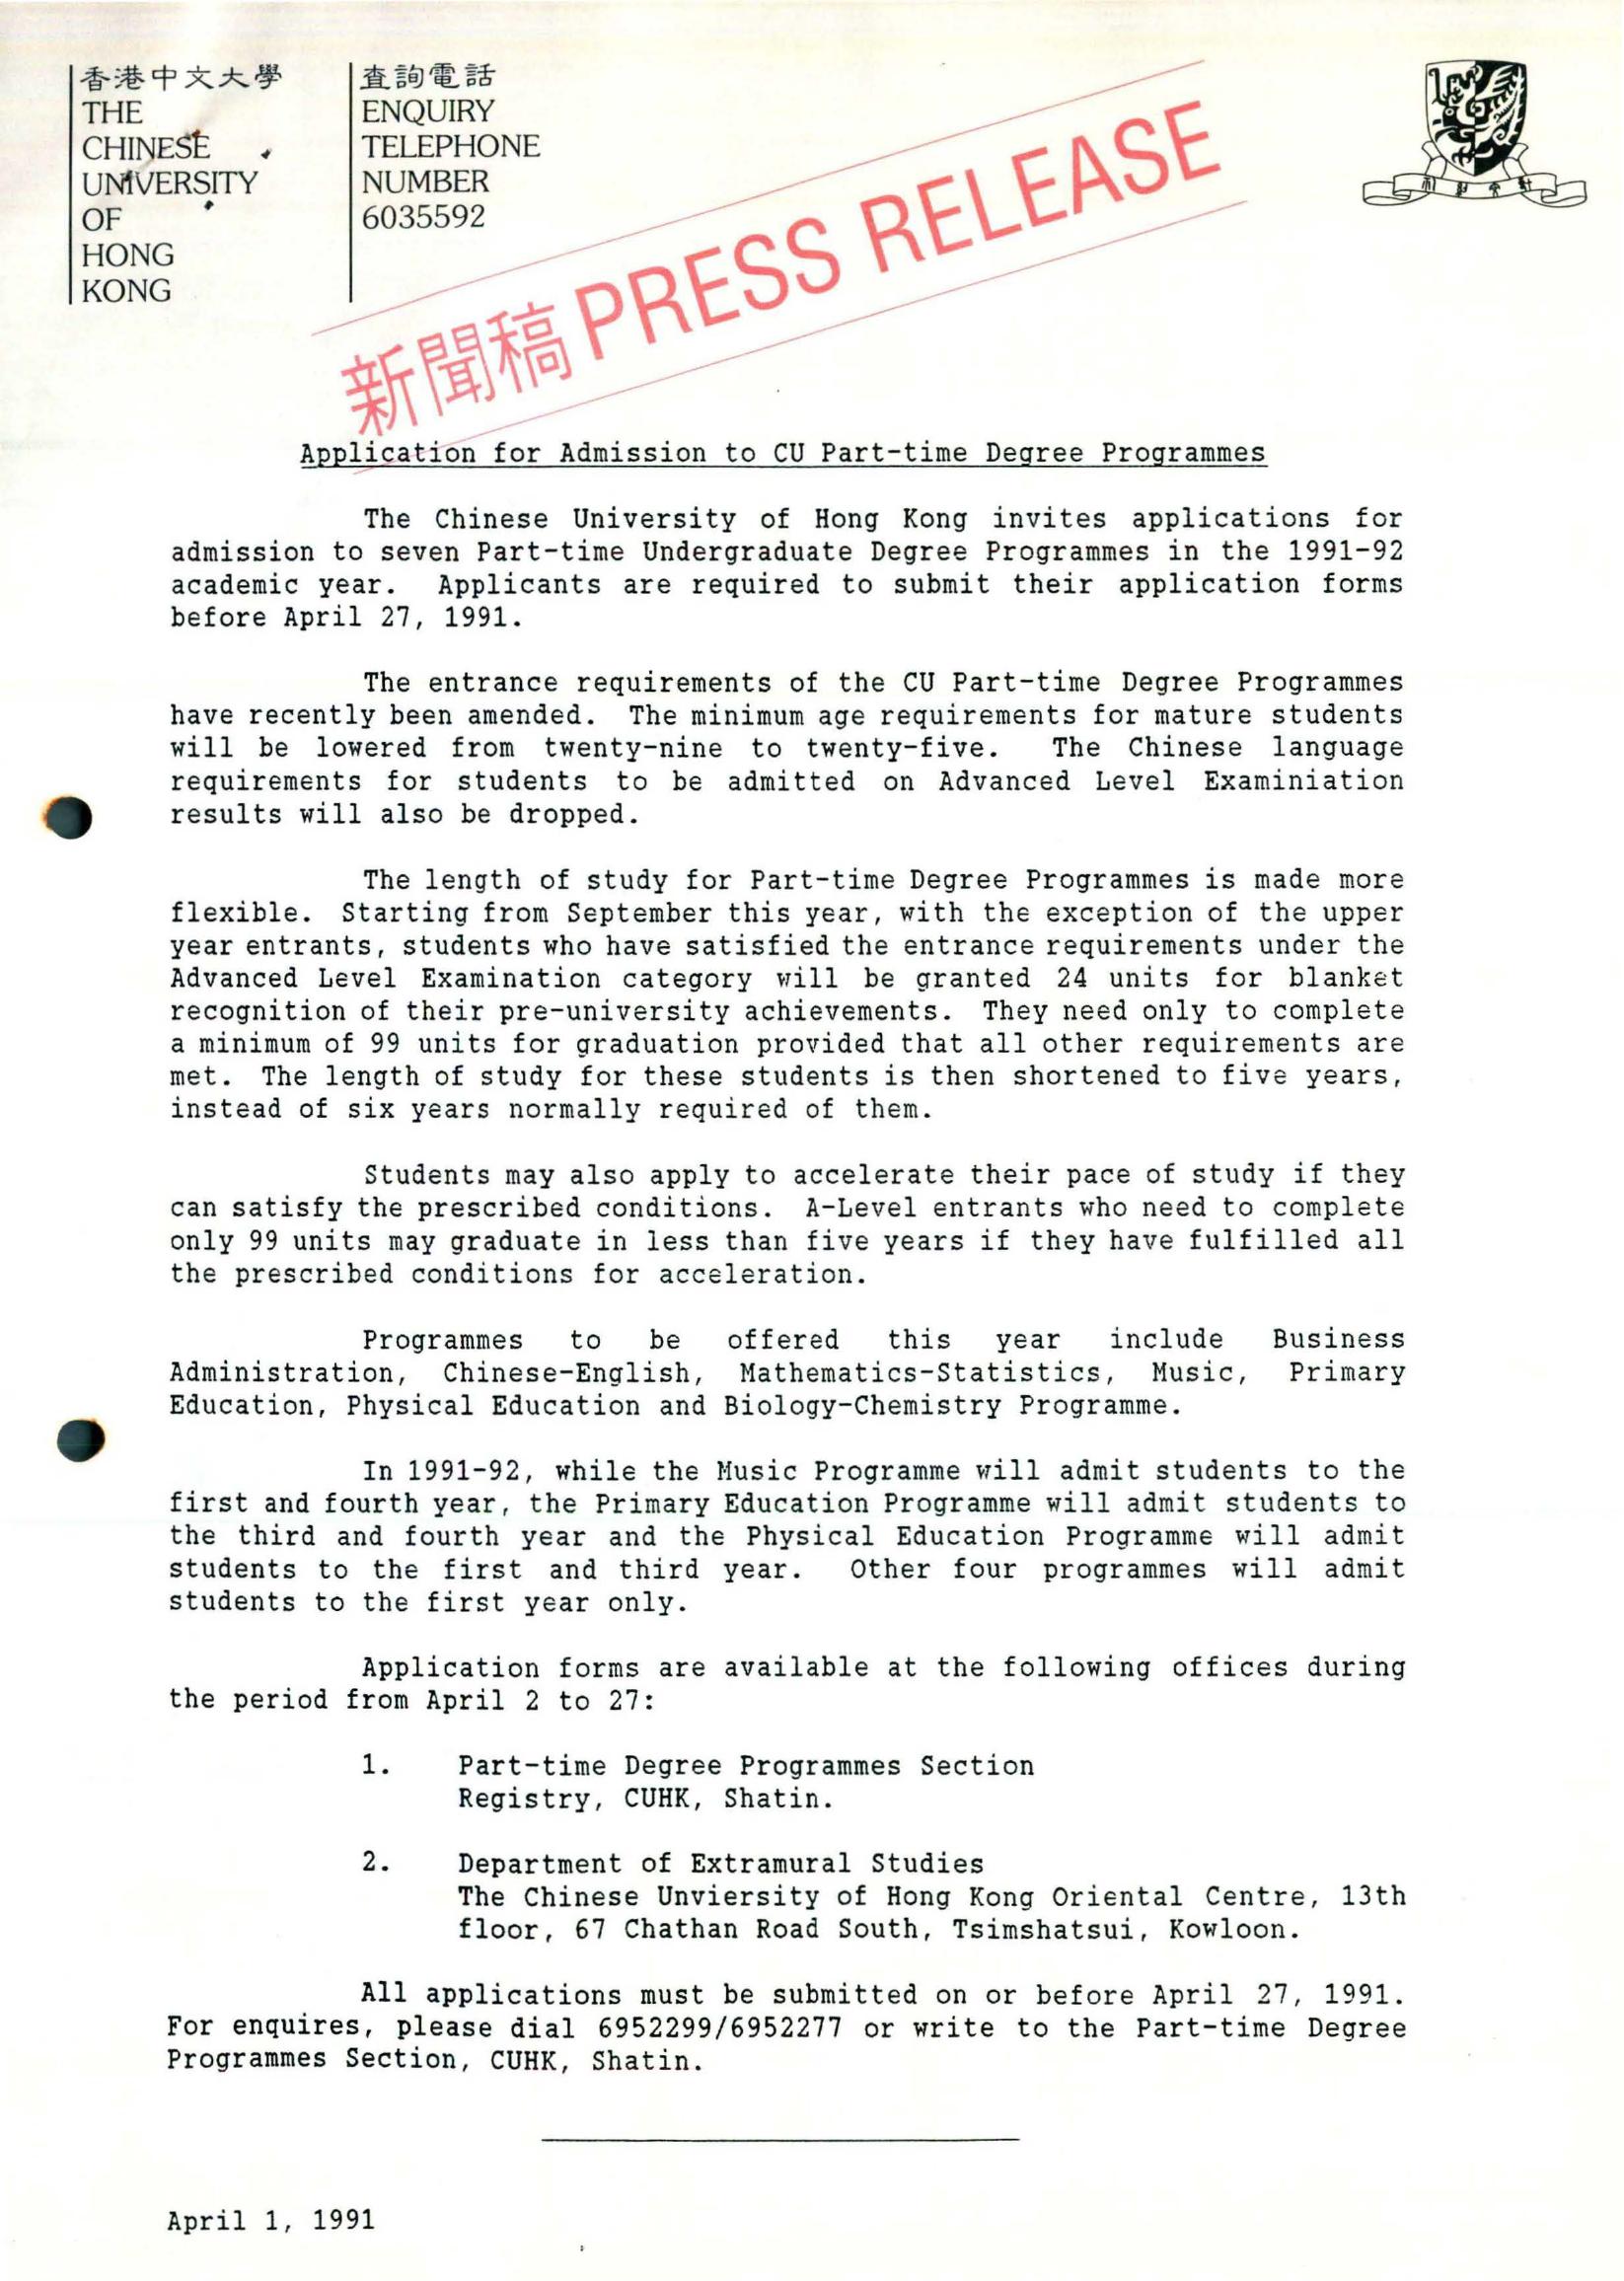 香港中文大學
THE
CHINESE
UNIVERSITY
OF
HONG
KONG
查詢電話
ENQUIRY
TELEPHONE
NUMBER
6035592
新聞稿 PRESS RELEASE
Application for Admission to CU Part-time Degree Programmes
The Chinese University of Hong Kong invites applications for
admission to seven Part-time Undergraduate Degree Programmes in the 1991-92
academic year. Applicants are required to submit their application forms
before April 27, 1991.
The entrance requirements of the CU Part-time Degree Programmes
have recently been amended. The minimum age requirements for mature students
will be lowered from twenty-nine to twenty-five. The Chinese language
requirements for students to be admitted on Advanced Level Examiniation
results will also be dropped.
The length of study for Part-time Degree Programmes is made more
flexible. Starting from September this year, with the exception of the upper
year entrants, students who have satisfied the entrance requirements under the
Advanced Level Examination category will be granted 24 units for blanket
recognition of their pre-university achievements. They need only to complete
a minimum of 99 units for graduation provided that all other requirements are
met. The length of study for these students is then shortened to five years,
instead of six years normally required of them.
Students may also apply to accelerate their pace of study if they
can satisfy the prescribed conditions. A-Level entrants who need to complete
only 99 units may graduate in less than five years if they have fulfilled all
the prescribed conditions for acceleration.
Programmes to be offered this year include Business
Administration, Chinese-English, Mathematics-Statistics, Music, Primary
Education, Physical Education and Biology-Chemistry Programme.
In 1991-92, while the Music Programme will admit students to the
first and fourth year, the Primary Education Programme will admit students to
the third and fourth year and the Physical Education Programme will admit
students to the first and third year. Other four programmes will admit
students to the first year only.
Application forms are available at the following offices during
the period from April 2 to 27:
1. Part-time Degree Programmes Section
Registry, CUHK, Shatin.
2. Department of Extramural Studies
The Chinese Unviersity of Hong Kong Oriental Centre, 13th
floor, 67 Chathan Road South, Tsimshatsui, Kowloon.
All applications must be submitted on or before April 27, 1991.
For enquires, please dial 6952299/6952277 or write to the Part-time Degree
Programmes Section, CUHK, Shatin.
April 1, 1991